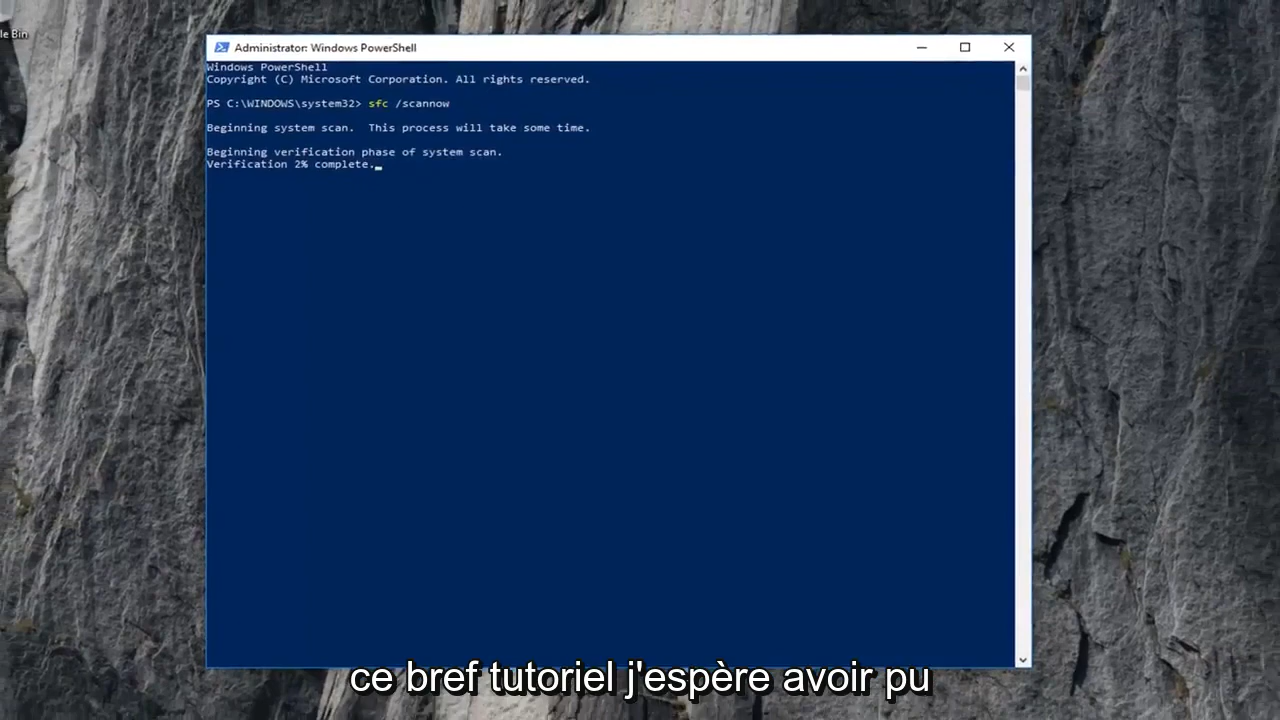 le Bin
Administrator: Windows PowerShell
Windows PowerShell
Copyright (C) Microsoft Corporation. All rights reserved.
PS C:\WINDOWS\system32> sfc /scannow
Beginning system scan.  This process will take some time.
Beginning verification phase of system scan.
Verification 2% complete.
ce bref tutoriel j'espère avoir pu